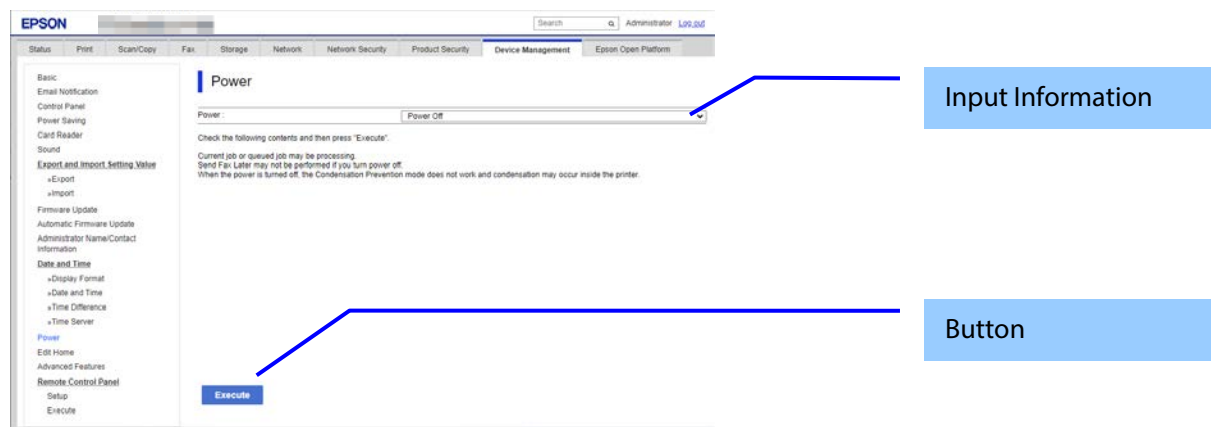 EPSON
Search Administrator Log out
Status Print Scan/Copy Fax Storage Network Network Security Product Security Device Management Epson Open Platform
Basic
Email Notification
Control Panel
Power Saving
Card Reader
Sound
Export and Import Setting Value
»Export
»Import
Firmware Update
Automatic Firmware Update
Administrator Name/Contact
Information
Date and Time
»Display Format
»Date and Time
»Time Difference
»Time Server
Power
Edit Home
Advanced Features
Remote Control Panel
Setup
Execute
Power
Power : Power Off
Check the following contents and then press "Execute".
Current job or queued job may be processing.
Send Fax Later may not be performed if you turn power off.
When the power is turned off, the Condensation Prevention mode does not work and condensation may occur inside the printer.
Execute
Input Information
Button